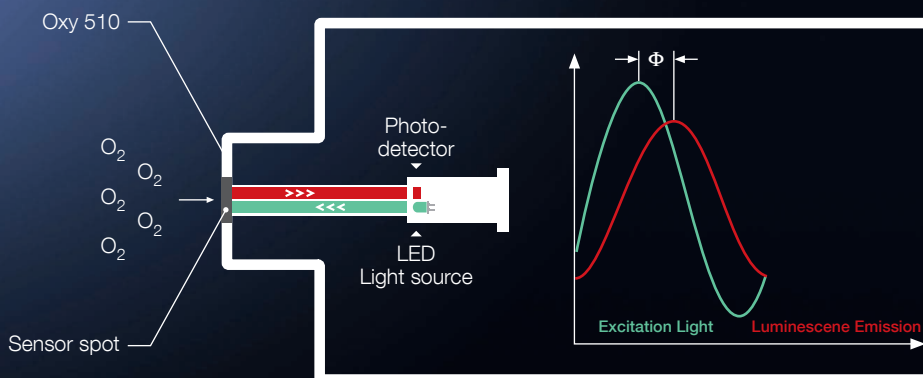 Oxy 510
O2
O2
O2
O2
O2
Sensor spot
Photo-
detector
>>>
<<<
LED
Light source
Φ
Excitation Light
Luminescene Emission